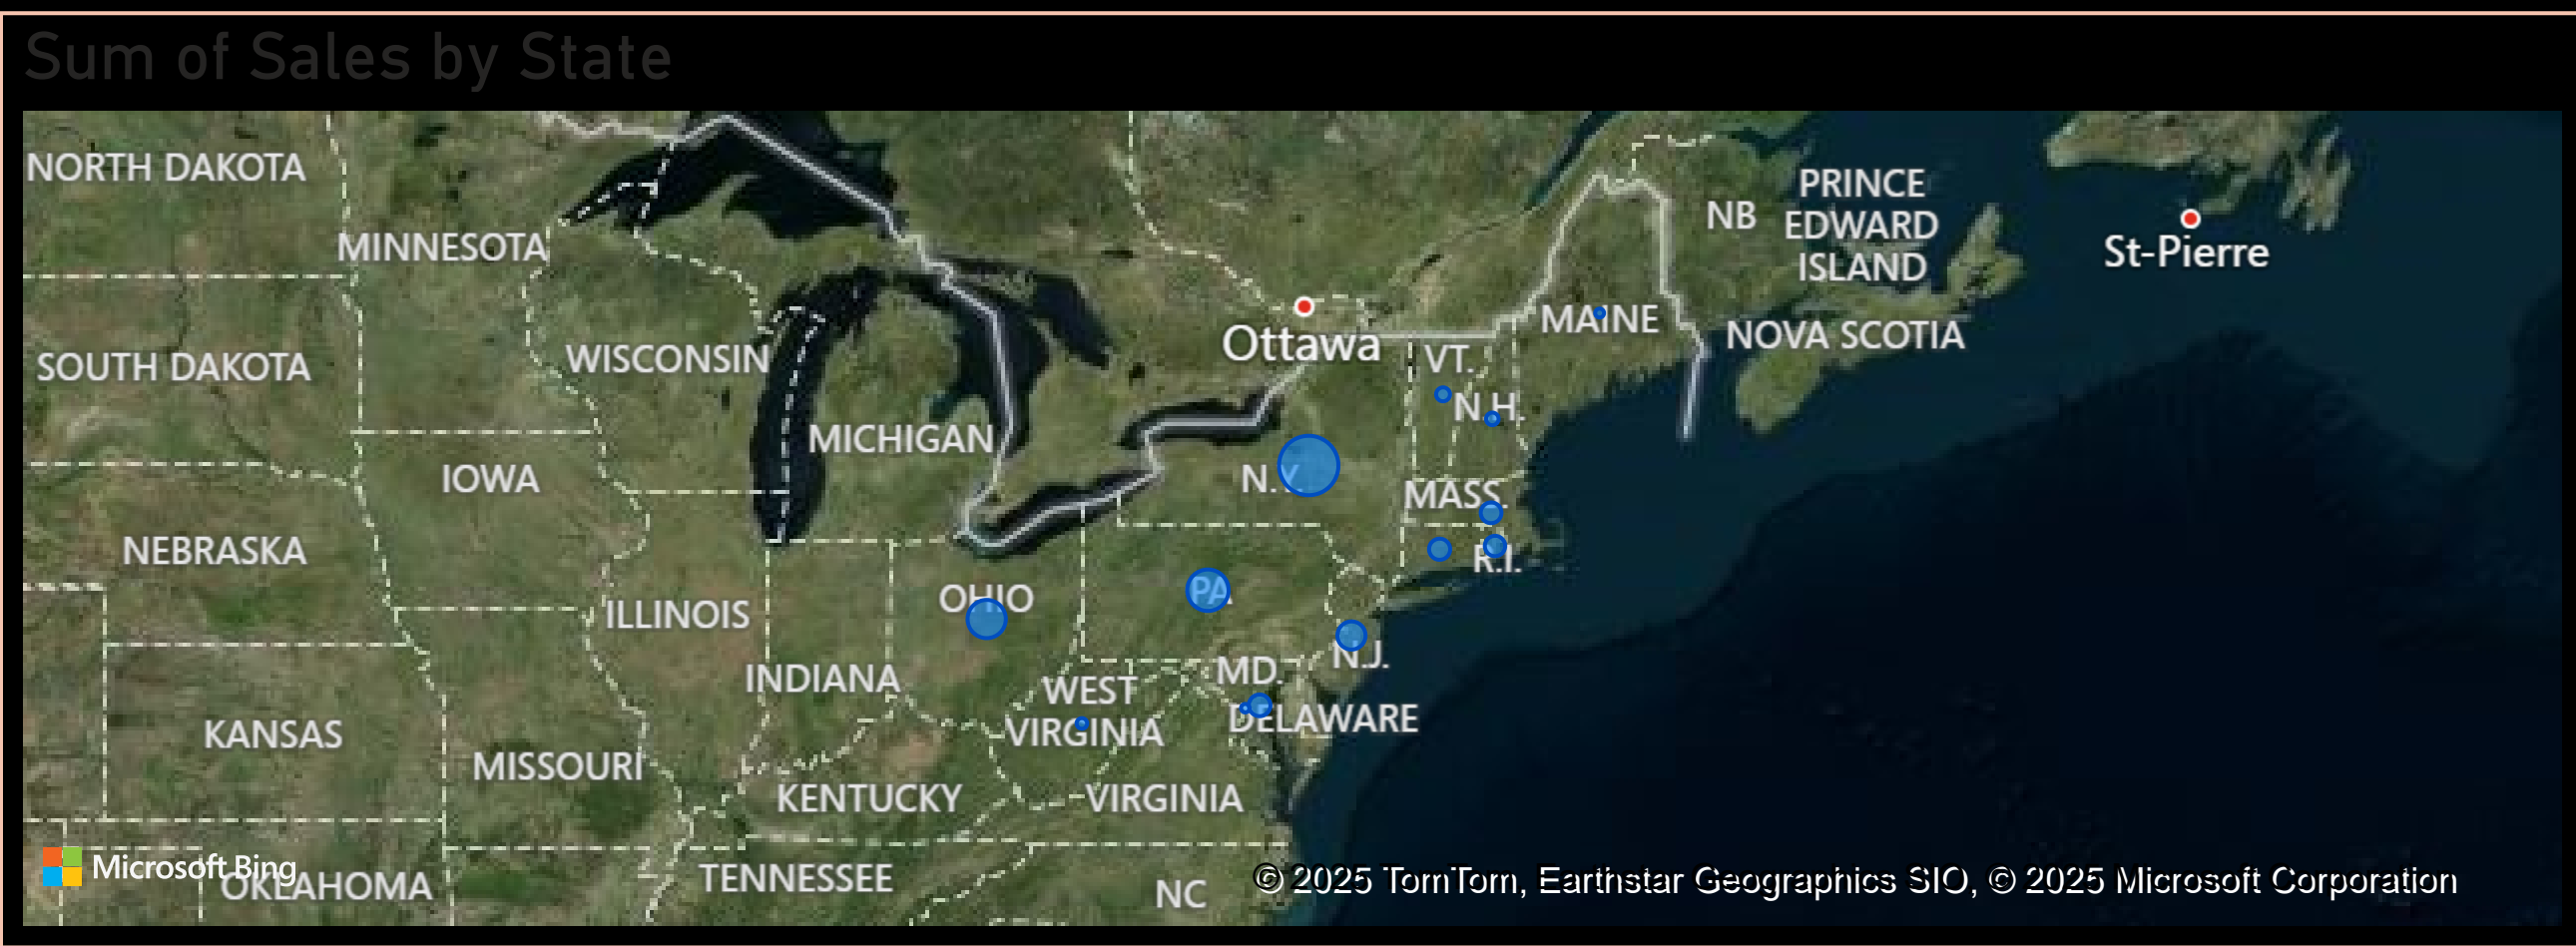 Sum of Sales by State
NORTH DAKOTA
MINNESOTA
SOUTH DAKOTA
WISCONSIN
MICHIGAN
IOWA
NEBRASKA
ILLINOIS
INDIANA
OHIO
KANSAS
MISSOURI
KENTUCKY
WEST
VIRGINIA
VIRGINIA
TENNESSEE
NC
OKLAHOMA
Ottawa
N.Y.
PA
VT.
N.H.
MAINE
MASS.
R.I.
N.J.
MD.
DELAWARE
NB
PRINCE
EDWARD
ISLAND
NOVA SCOTIA
St-Pierre
Microsoft Bing
© 2025 TomTom, Earthstar Geographics SIO, © 2025 Microsoft Corporation